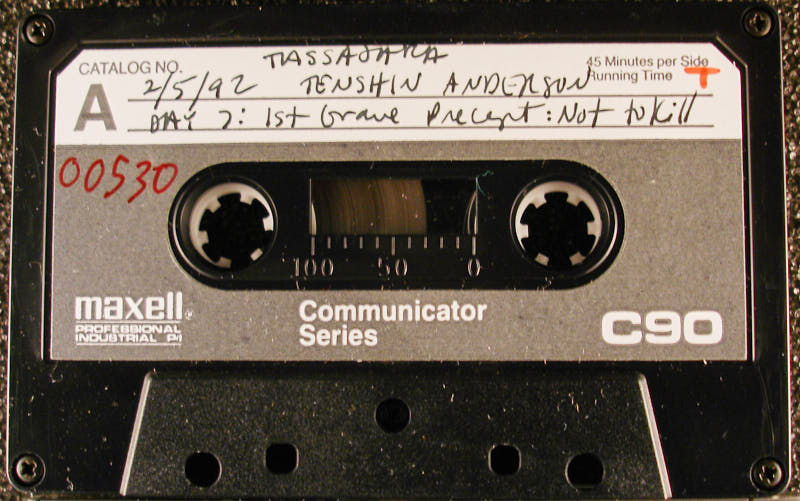 TASSAJARA
CATALOG NO. 45 Minutes per Side
2/5/92 TENSHIN ANDERSON Running Time T
A DAY 7: 1st Grave Precept: Not to Kill
00530
100 50 0
maxell
PROFESSIONAL
INDUSTRIAL P/I
Communicator
Series
C90